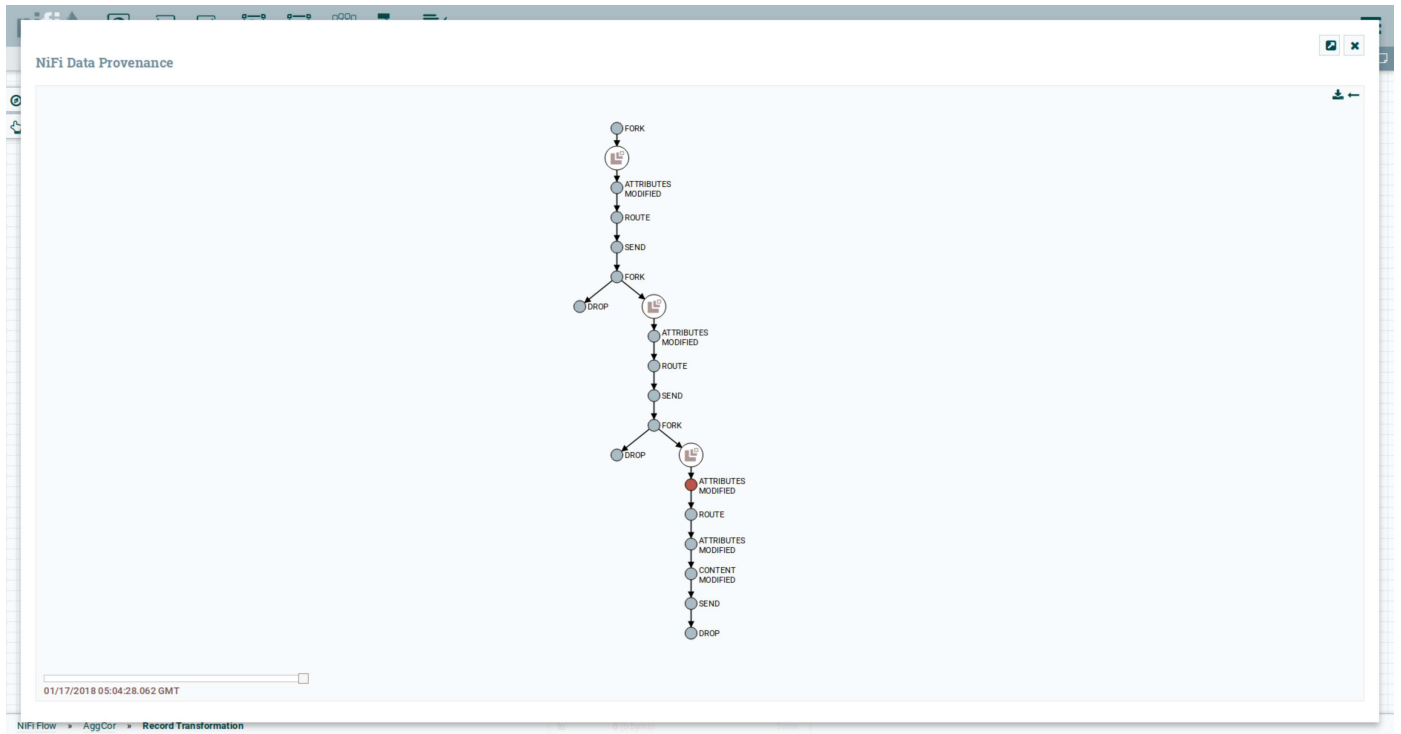 nifi
NiFi Data Provenance
FORK
ATTRIBUTES
MODIFIED
ROUTE
SEND
FORK
DROP
ATTRIBUTES
MODIFIED
ROUTE
SEND
FORK
DROP
ATTRIBUTES
MODIFIED
ROUTE
ATTRIBUTES
MODIFIED
CONTENT
MODIFIED
SEND
DROP
01/17/2018 05:04:28.062 GMT
NiFi Flow » AggCor » Record Transformation